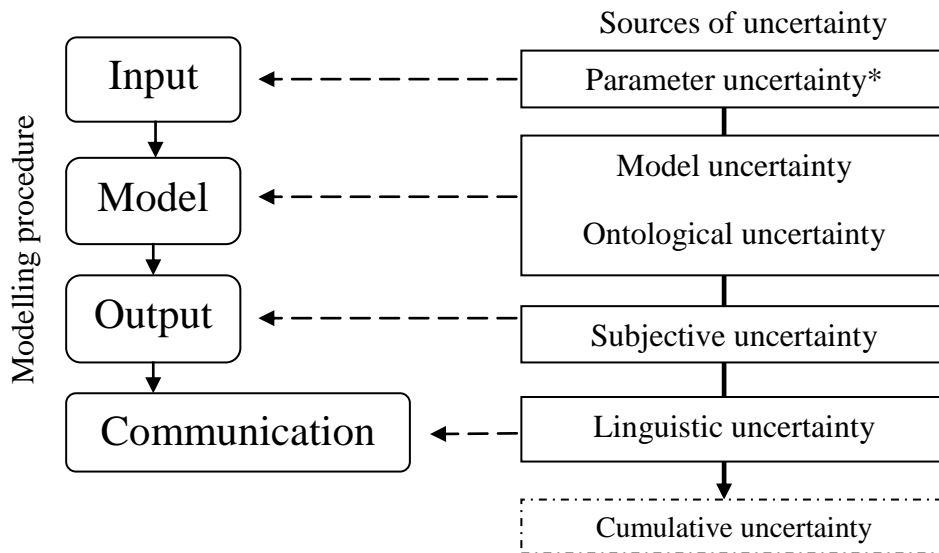 Sources of uncertainty
Modelling procedure
Input
Parameter uncertainty*
Model
Model uncertainty
Ontological uncertainty
Output
Subjective uncertainty
Communication
Linguistic uncertainty
Cumulative uncertainty